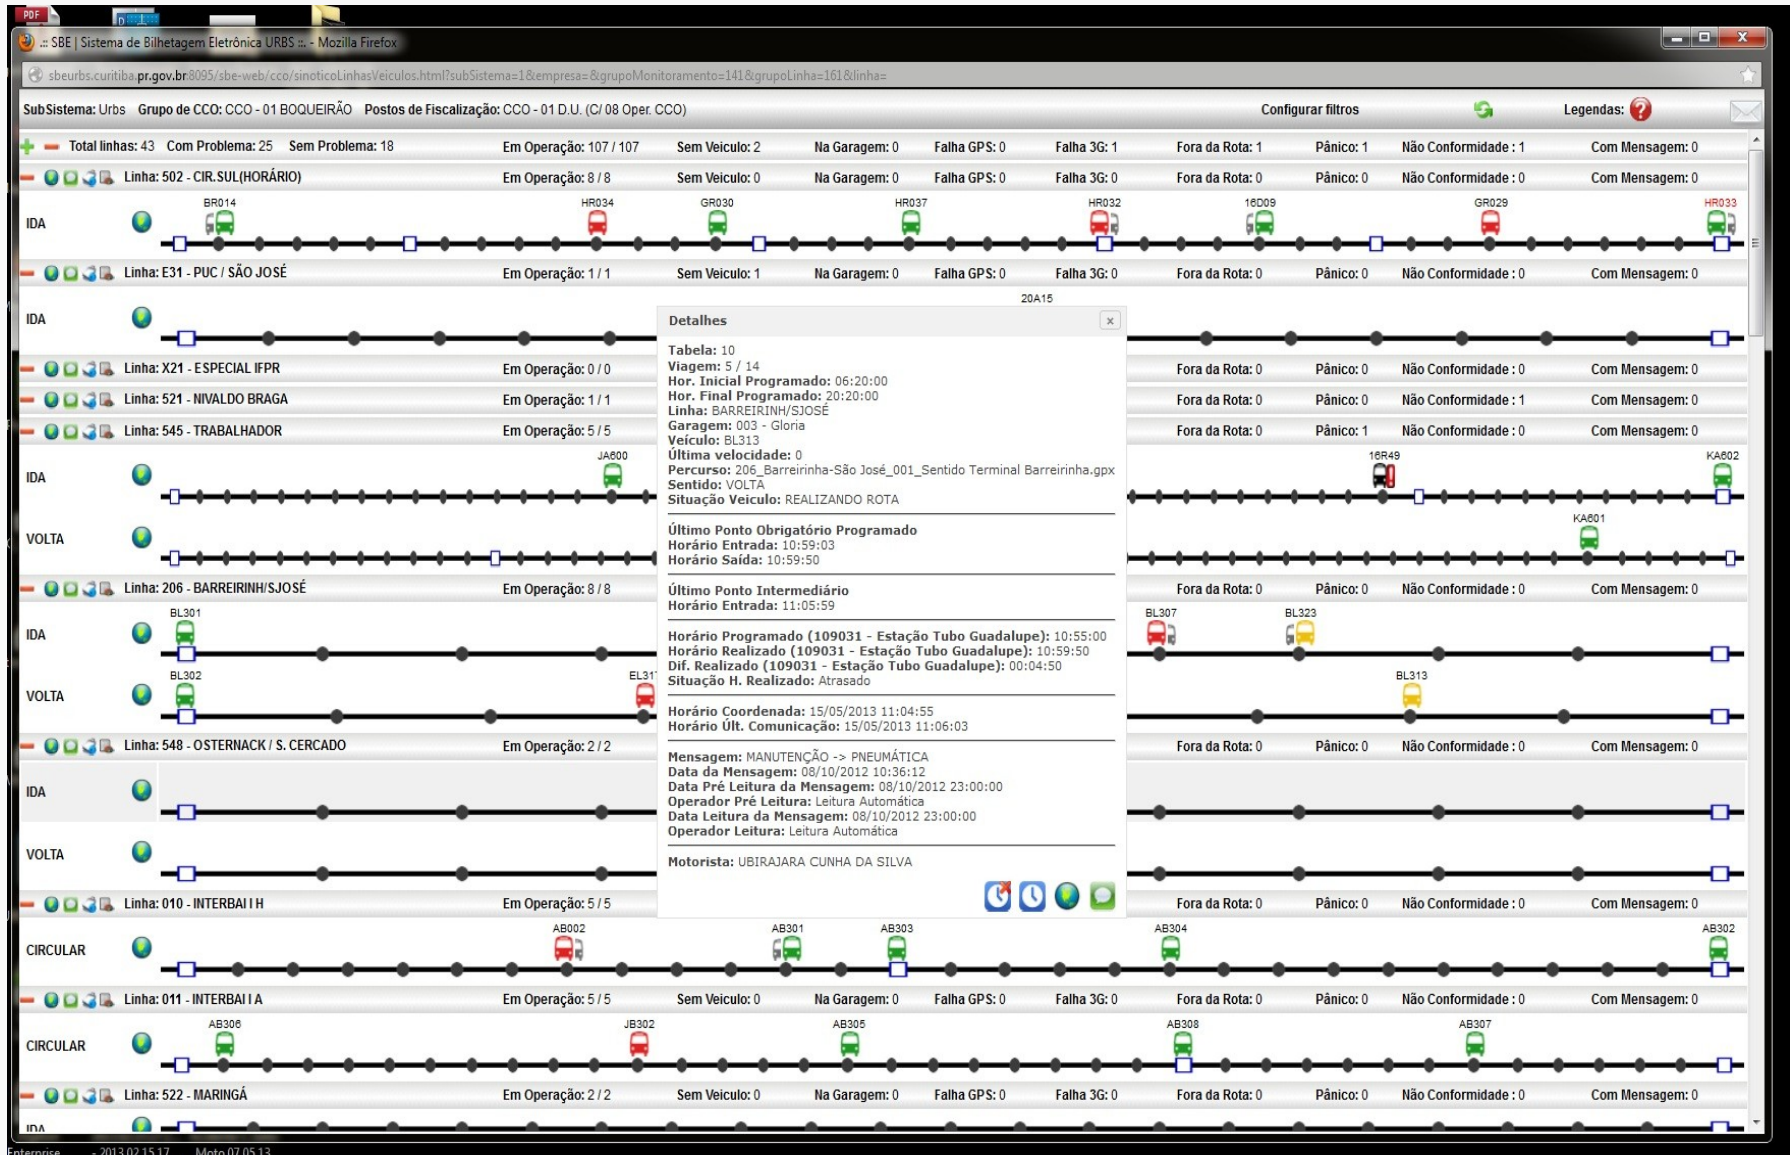 PDF
.:: SBE | Sistema de Bilhetagem Eletrônica URBS ::. - Mozilla Firefox
sbeurbs.curitiba.pr.gov.br:8095/sbe-web/cco/sinoticoLinhasVeiculos.html?subSistema=1&empresa=&grupoMonitoramento=141&grupoLinha=161&linha=
SubSistema: Urbs Grupo de CCO: CCO - 01 BOQUEIRÃO Postos de Fiscalização: CCO - 01 D.U. (C/ 08 Oper. CCO) Configurar filtros Legendas: ?
Total linhas: 43 Com Problema: 25 Sem Problema: 18 Em Operação: 107 / 107 Sem Veiculo: 2 Na Garagem: 0 Falha GPS: 0 Falha 3G: 1 Fora da Rota: 1 Pânico: 1 Não Conformidade : 1 Com Mensagem: 0
Linha: 502 - CIR.SUL(HORÁRIO) Em Operação: 8 / 8 Sem Veiculo: 0 Na Garagem: 0 Falha GPS: 0 Falha 3G: 0 Fora da Rota: 0 Pânico: 0 Não Conformidade : 0 Com Mensagem: 0
BR014 HR034 GR030 HR037 HR032 16D09 GR029 HR033
IDA
Linha: E31 - PUC / SÃO JOSÉ Em Operação: 1 / 1 Sem Veiculo: 1 Na Garagem: 0 Falha GPS: 0 Falha 3G: 0 Fora da Rota: 0 Pânico: 0 Não Conformidade : 0 Com Mensagem: 0
20A15
IDA
Linha: X21 - ESPECIAL IFPR Em Operação: 0 / 0 Fora da Rota: 0 Pânico: 0 Não Conformidade : 0 Com Mensagem: 0
Linha: 521 - NIVALDO BRAGA Em Operação: 1 / 1 Fora da Rota: 0 Pânico: 0 Não Conformidade : 1 Com Mensagem: 0
Linha: 545 - TRABALHADOR Em Operação: 5 / 5 Fora da Rota: 0 Pânico: 1 Não Conformidade : 0 Com Mensagem: 0
JA600 16R49 KA602
IDA
KA601
VOLTA
Linha: 206 - BARREIRINH/SJOSÉ Em Operação: 8 / 8 Fora da Rota: 0 Pânico: 0 Não Conformidade : 0 Com Mensagem: 0
BL301 BL307 BL323
IDA
BL302 EL31 BL313
VOLTA
Linha: 548 - OSTERNACK / S. CERCADO Em Operação: 2 / 2 Fora da Rota: 0 Pânico: 0 Não Conformidade : 0 Com Mensagem: 0
IDA
VOLTA
Linha: 010 - INTERBAI I H Em Operação: 5 / 5 Fora da Rota: 0 Pânico: 0 Não Conformidade : 0 Com Mensagem: 0
AB002 AB301 AB303 AB304 AB302
CIRCULAR
Linha: 011 - INTERBAI I A Em Operação: 5 / 5 Sem Veiculo: 0 Na Garagem: 0 Falha GPS: 0 Falha 3G: 0 Fora da Rota: 0 Pânico: 0 Não Conformidade : 0 Com Mensagem: 0
AB306 JB302 AB305 AB308 AB307
CIRCULAR
Linha: 522 - MARINGÁ Em Operação: 2 / 2 Sem Veiculo: 0 Na Garagem: 0 Falha GPS: 0 Falha 3G: 0 Fora da Rota: 0 Pânico: 0 Não Conformidade : 0 Com Mensagem: 0
IDA
Detalhes
Tabela: 10
Viagem: 5 / 14
Hor. Inicial Programado: 06:20:00
Hor. Final Programado: 20:20:00
Linha: BARREIRINH/SJOSÉ
Garagem: 003 - Gloria
Veículo: BL313
Última velocidade: 0
Percurso: 206_Barreirinha-São José_001_Sentido Terminal Barreirinha.gpx
Sentido: VOLTA
Situação Veiculo: REALIZANDO ROTA
Último Ponto Obrigatório Programado
Horário Entrada: 10:59:03
Horário Saída: 10:59:50
Último Ponto Intermediário
Horário Entrada: 11:05:59
Horário Programado (109031 - Estação Tubo Guadalupe): 10:55:00
Horário Realizado (109031 - Estação Tubo Guadalupe): 10:59:50
Dif. Realizado (109031 - Estação Tubo Guadalupe): 00:04:50
Situação H. Realizado: Atrasado
Horário Coordenada: 15/05/2013 11:04:55
Horário Últ. Comunicação: 15/05/2013 11:06:03
Mensagem: MANUTENÇÃO -> PNEUMÁTICA
Data da Mensagem: 08/10/2012 10:36:12
Data Pré Leitura da Mensagem: 08/10/2012 23:00:00
Operador Pré Leitura: Leitura Automática
Data Leitura da Mensagem: 08/10/2012 23:00:00
Operador Leitura: Leitura Automática
Motorista: UBIRAJARA CUNHA DA SILVA
Enterprise - 2013.02.15.17 Moto 07.05.13